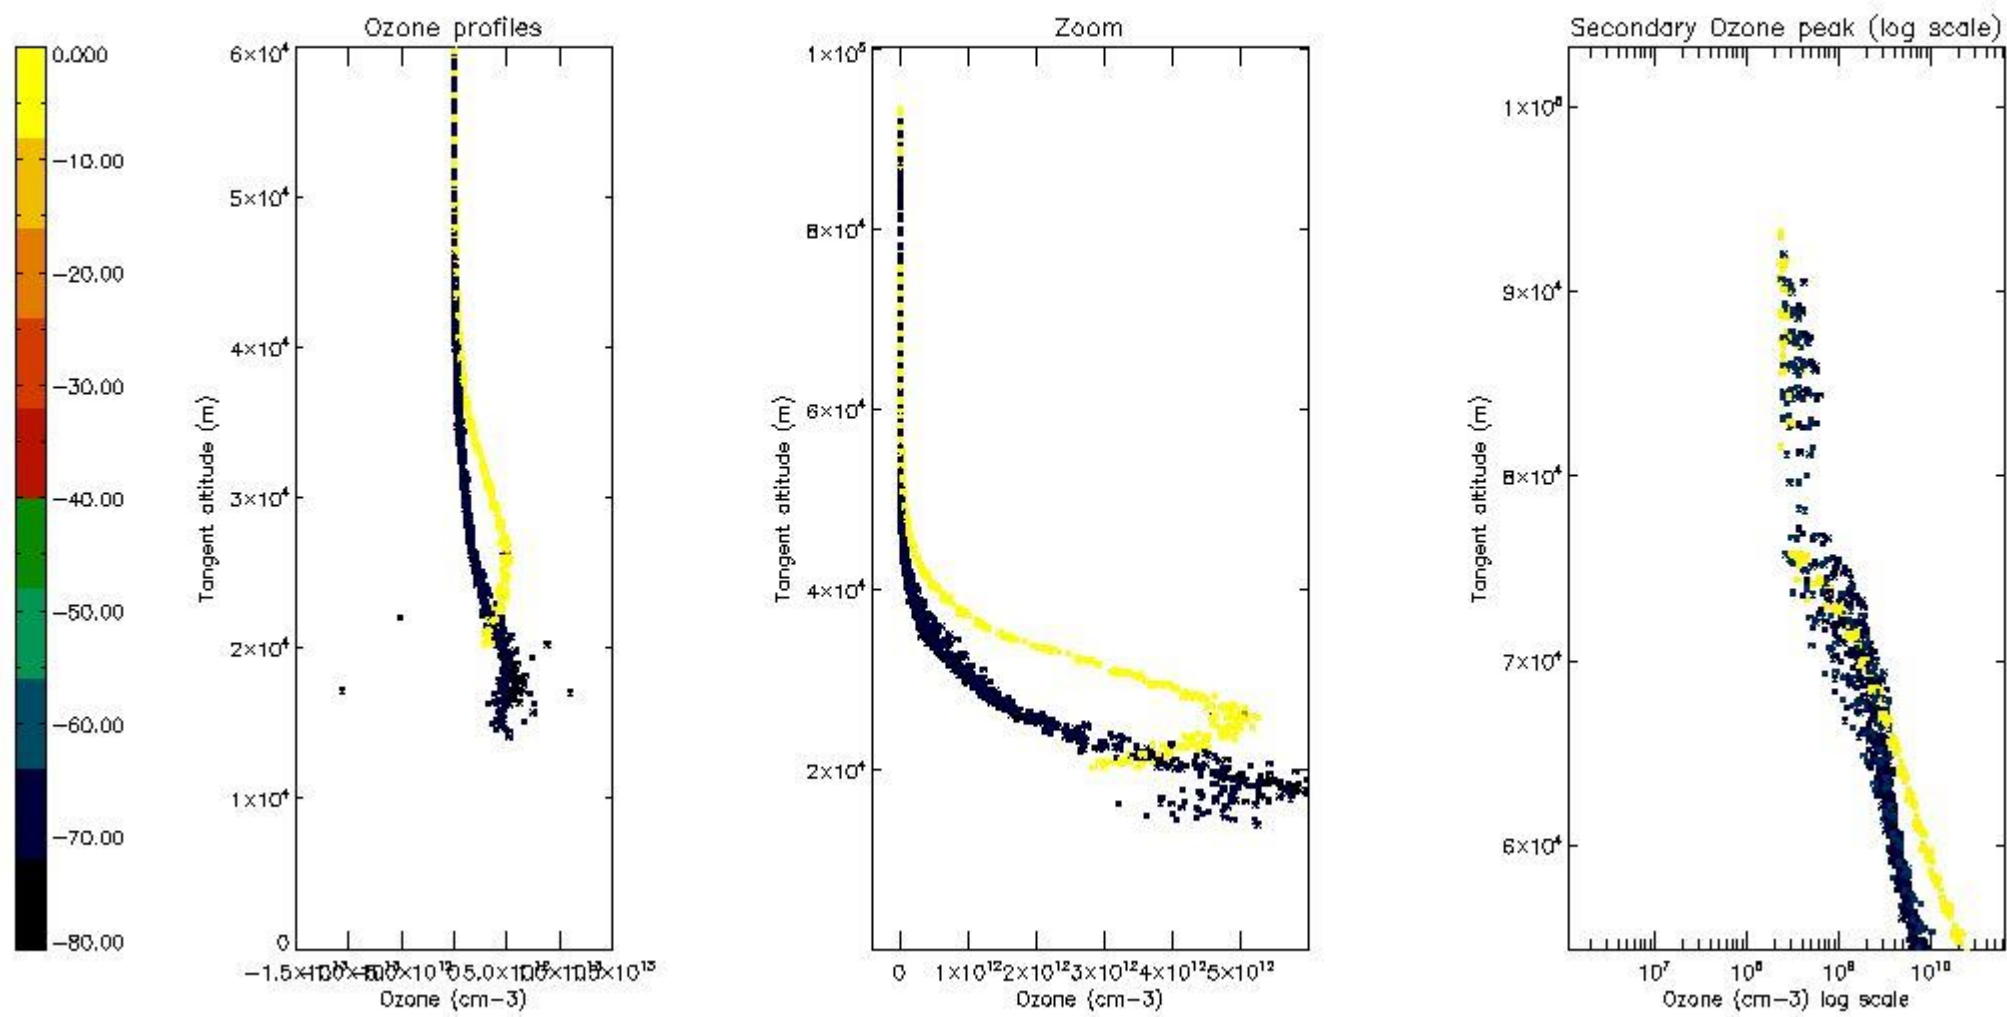 Ozone profiles
Zoom
Secondary Ozone peak (log scale)
0.000
−10.00
−20.00
−30.00
−40.00
−50.00
−60.00
−70.00
−80.00
6×10⁴
5×10⁴
4×10⁴
3×10⁴
2×10⁴
1×10⁴
0
Tangent altitude (m)
Ozone (cm−3)
1×10⁵
8×10⁴
6×10⁴
4×10⁴
2×10⁴
Tangent altitude (m)
0 1×10¹² 2×10¹² 3×10¹² 4×10¹² 5×10¹²
Ozone (cm−3)
9×10⁴
8×10⁴
7×10⁴
6×10⁴
Tangent altitude (m)
10⁷ 10⁸ 10⁹ 10¹⁰
Ozone (cm−3) log scale